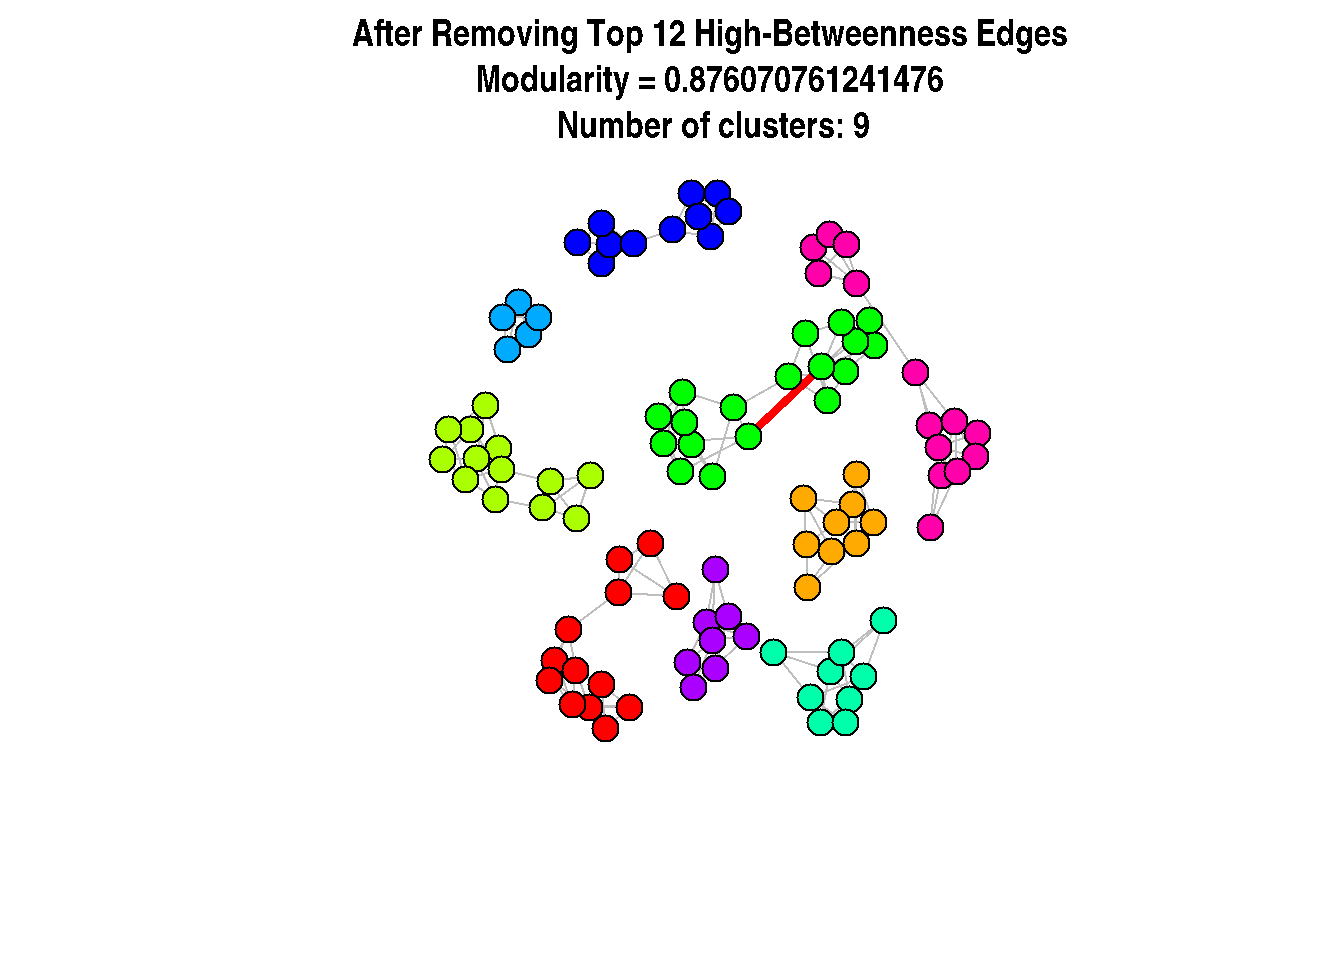 After Removing Top 12 High-Betweenness Edges
Modularity = 0.876070761241476
Number of clusters: 9